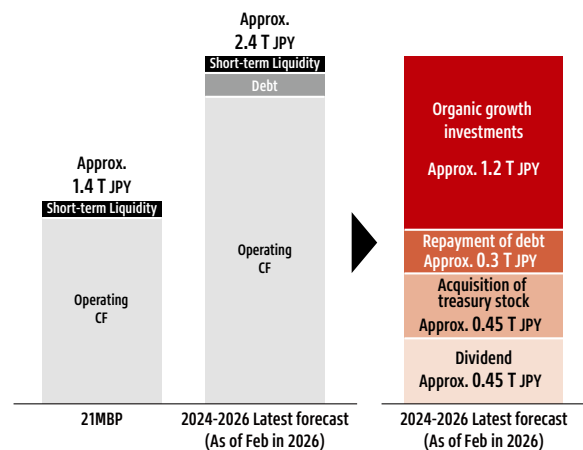 Approx.
1.4 T JPY
Short-term Liquidity
Operating
CF
21MBP
Approx.
2.4 T JPY
Short-term Liquidity
Debt
Operating
CF
2024-2026 Latest forecast
(As of Feb in 2026)
Organic growth
investments
Approx. 1.2 T JPY
Repayment of debt
Approx. 0.3 T JPY
Acquisition of
treasury stock
Approx. 0.45 T JPY
Dividend
Approx. 0.45 T JPY
2024-2026 Latest forecast
(As of Feb in 2026)